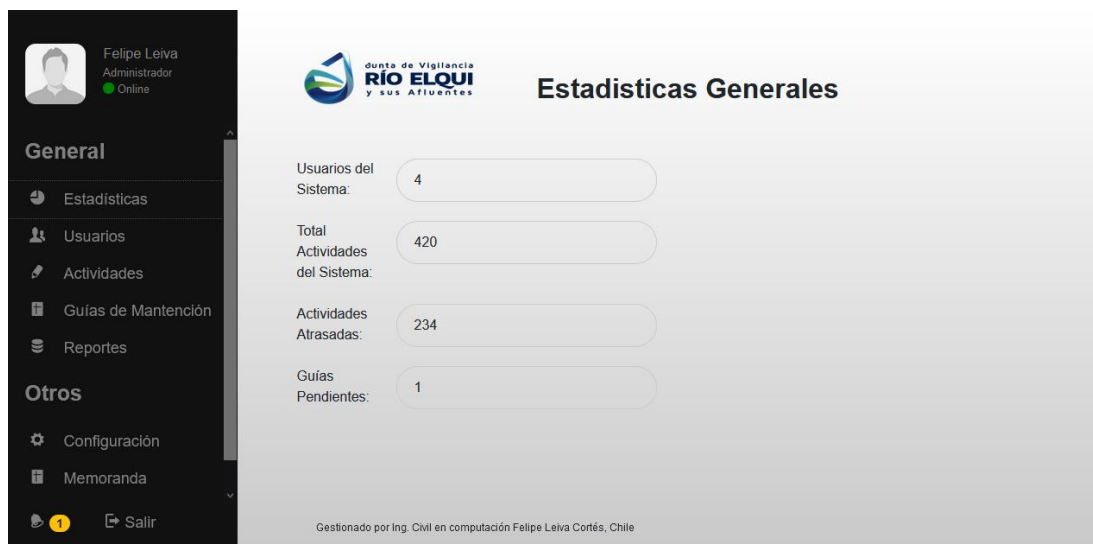 Felipe Leiva
Administrador
Online
General
Estadísticas
Usuarios
Actividades
Guías de Mantención
Reportes
Otros
Configuración
Memoranda
1
Salir
Junta de Vigilancia
RÍO ELQUI
y sus Afluentes
Estadisticas Generales
Usuarios del
Sistema:
4
Total
Actividades
del Sistema:
420
Actividades
Atrasadas:
234
Guías
Pendientes:
1
Gestionado por Ing. Civil en computación Felipe Leiva Cortés, Chile